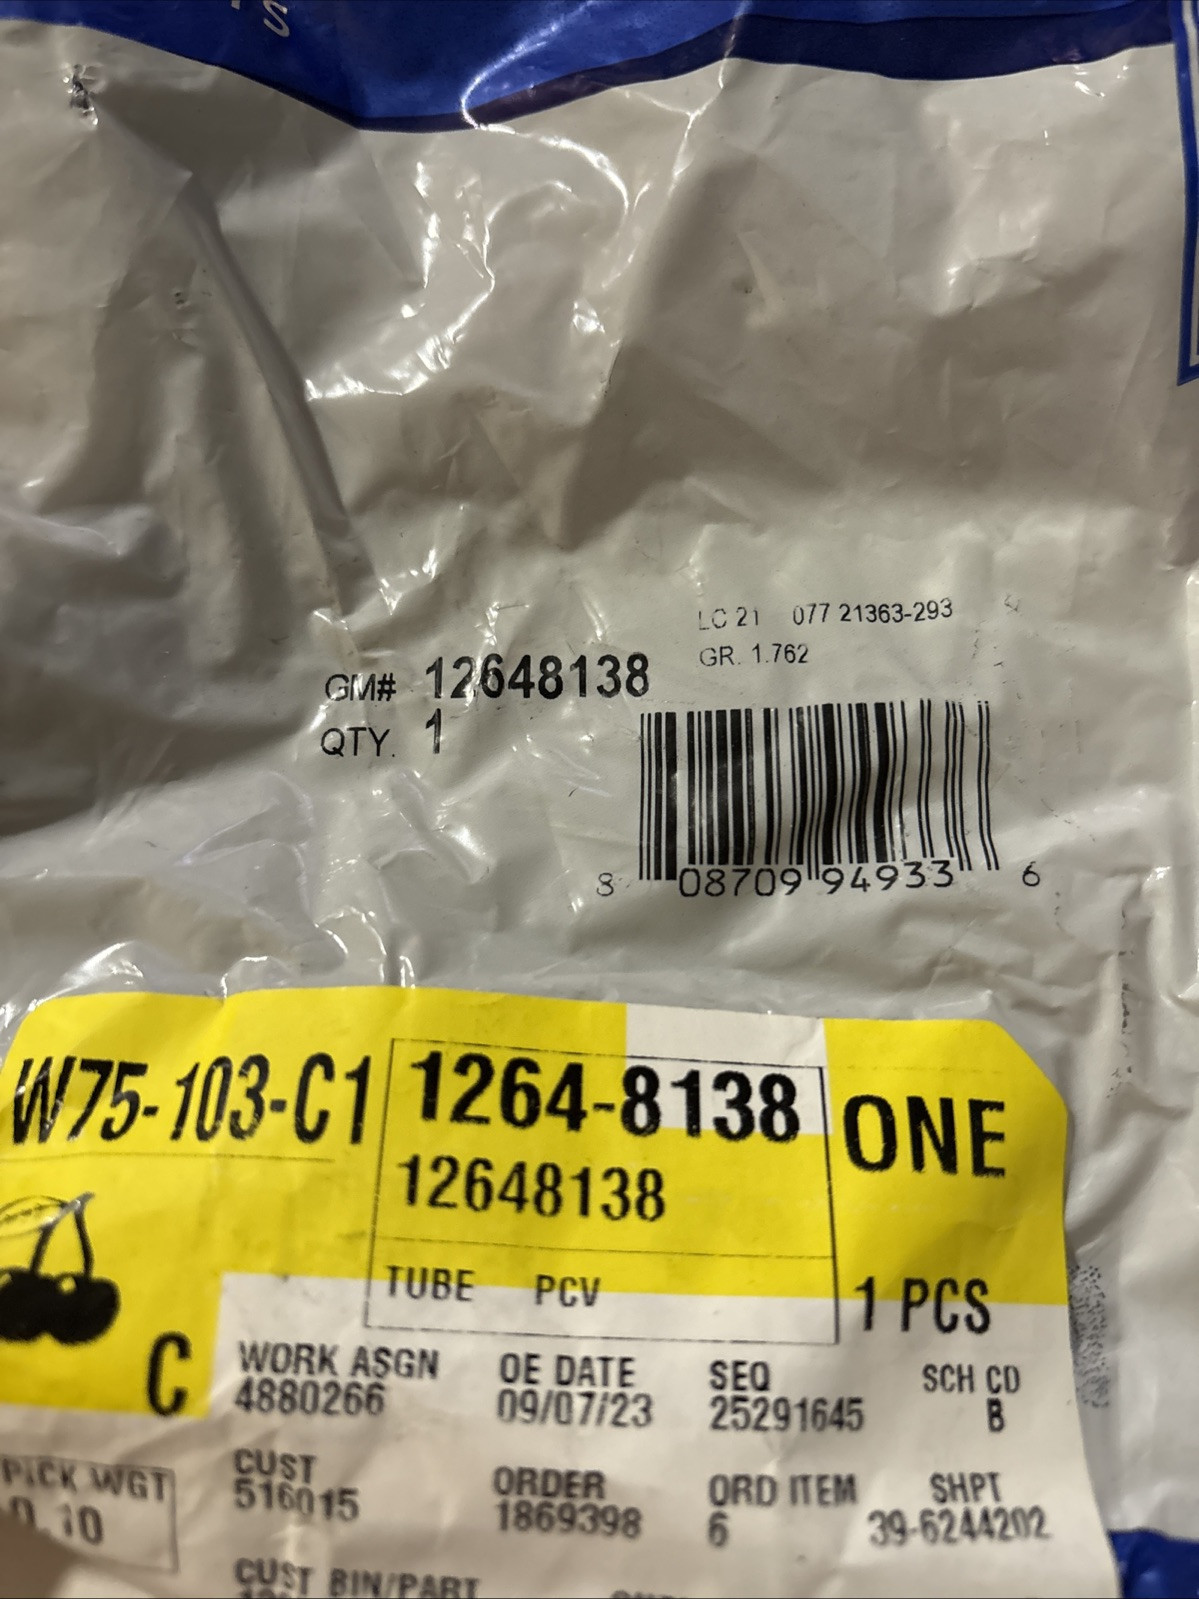 LC 21 077 21363-293
GR. 1.762
GM# 12648138
QTY. 1
8 08709 94933 6
W75-103-C1
1264-8138
12648138
ONE
TUBE PCV
1 PCS
C
WORK ASGN
4880266
OE DATE
09/07/23
SEQ
25291645
SCH CD
B
PICK WGT
0.10
CUST
516015
ORDER
1869398
ORD ITEM
6
SHPT
39-6244202
CUST BIN/PART